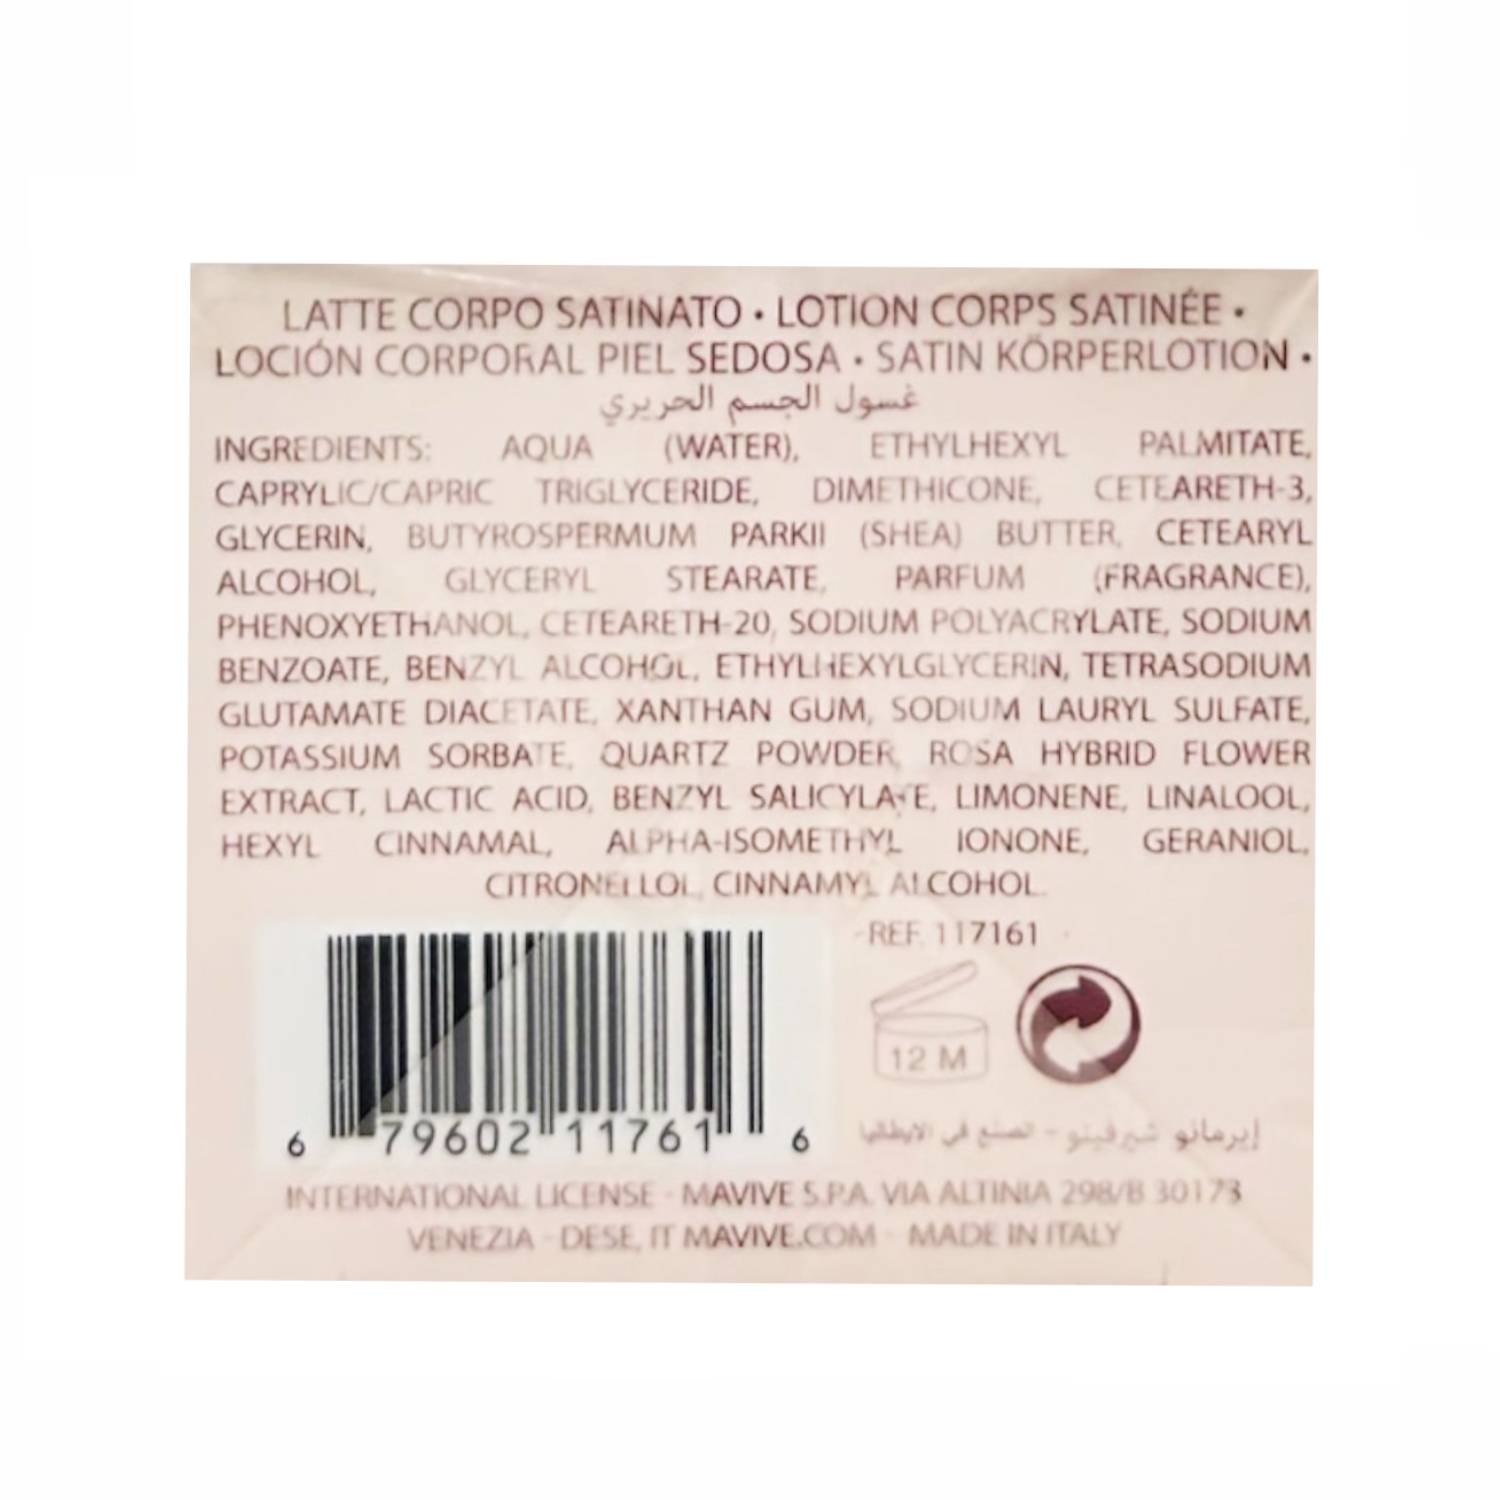 LATTE CORPO SATINATO • LOTION CORPS SATINÉE •
LOCIÓN CORPORAL PIEL SEDOSA • SATIN KÖRPERLOTION •
غسول الجسم الحريري
INGREDIENTS: AQUA (WATER), ETHYLHEXYL PALMITATE,
CAPRYLIC/CAPRIC TRIGLYCERIDE, DIMETHICONE, CETEARETH-3,
GLYCERIN, BUTYROSPERMUM PARKII (SHEA) BUTTER, CETEARYL
ALCOHOL, GLYCERYL STEARATE, PARFUM (FRAGRANCE),
PHENOXYETHANOL, CETEARETH-20, SODIUM POLYACRYLATE, SODIUM
BENZOATE, BENZYL ALCOHOL, ETHYLHEXYLGLYCERIN, TETRASODIUM
GLUTAMATE DIACETATE, XANTHAN GUM, SODIUM LAURYL SULFATE,
POTASSIUM SORBATE, QUARTZ POWDER, ROSA HYBRID FLOWER
EXTRACT, LACTIC ACID, BENZYL SALICYLATE, LIMONENE, LINALOOL,
HEXYL CINNAMAL, ALPHA-ISOMETHYL IONONE, GERANIOL,
CITRONELLOL, CINNAMYL ALCOHOL.
REF. 117161
12 M
6 79602 11761 6
إيرمانو شيرفينو - صنع في الايطاليا
INTERNATIONAL LICENSE - MAVIVE S.P.A. VIA ALTINIA 298/B 30173
VENEZIA - DESE, IT MAVIVE.COM - MADE IN ITALY